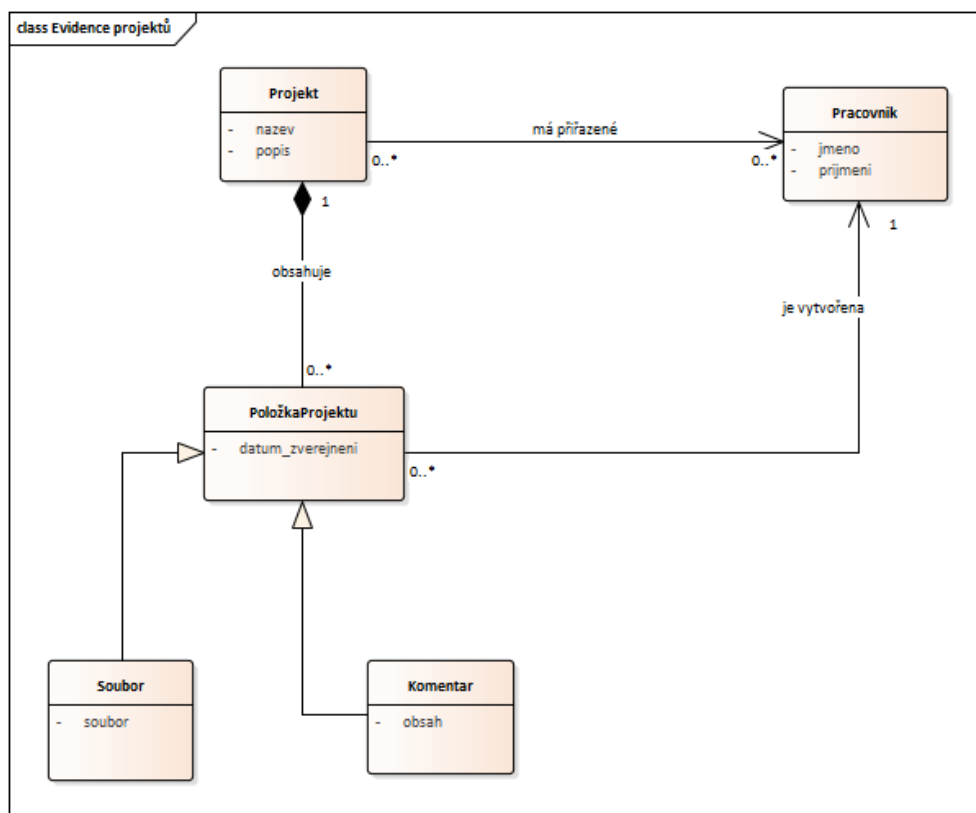 class Evidence projektů
Projekt
- nazev
- popis
Pracovnik
- jmeno
- prijmeni
má přiřazené
0..*
0..*
1
1
obsahuje
je vytvořena
0..*
PoložkaProjektu
- datum_zverejneni
0..*
Soubor
- soubor
Komentar
- obsah